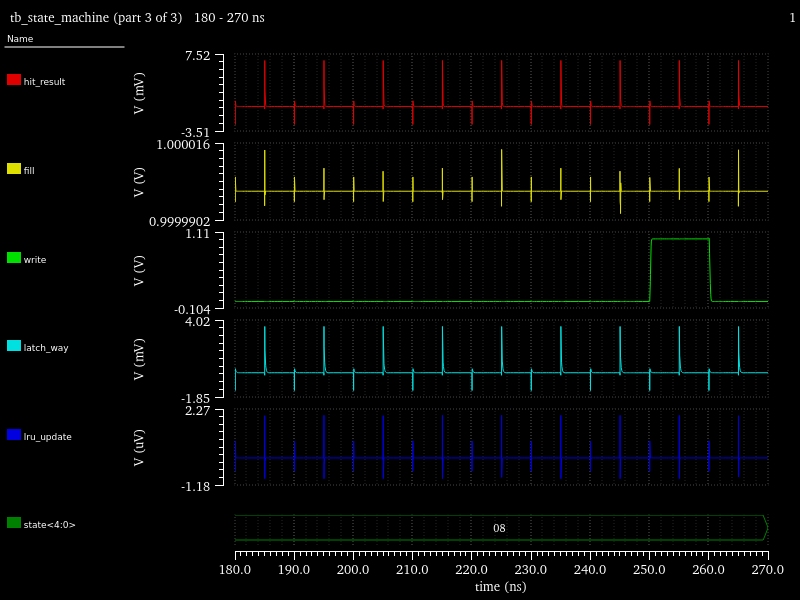 tb_state_machine (part 3 of 3)   180 - 270 ns
1
Name
hit_result
V (mV)
7.52
-3.51
fill
V (V)
1.000016
0.9999902
write
V (V)
1.11
-0.104
latch_way
V (mV)
4.02
-1.85
lru_update
V (uV)
2.27
-1.18
state<4:0>
08
180.0 190.0 200.0 210.0 220.0 230.0 240.0 250.0 260.0 270.0
time (ns)